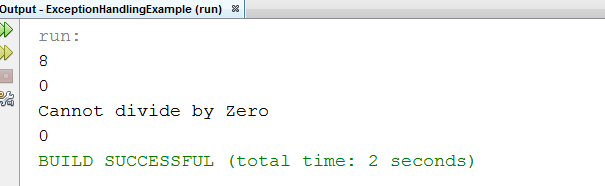 Output - ExceptionHandlingExample (run)
run:
8
0
Cannot divide by Zero
0
BUILD SUCCESSFUL (total time: 2 seconds)